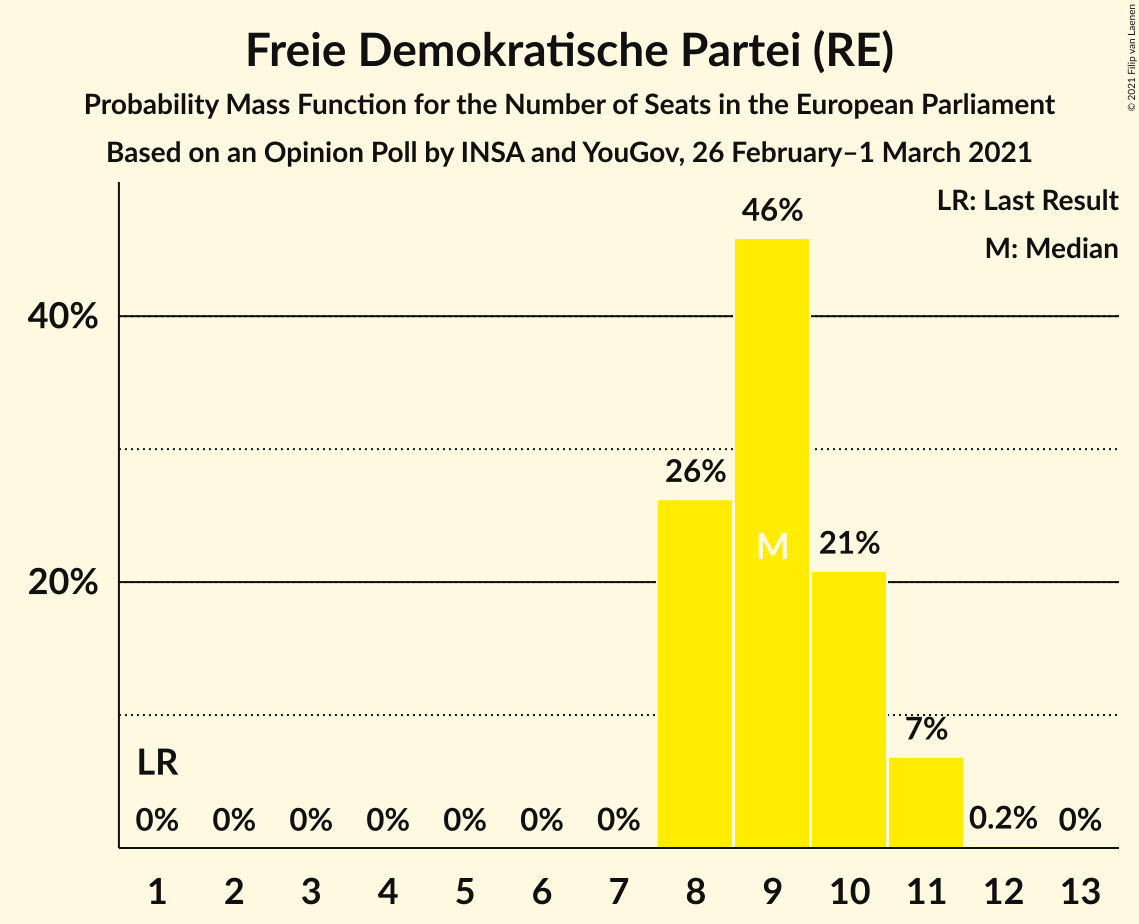 Freie Demokratische Partei (RE)
Probability Mass Function for the Number of Seats in the European Parliament
Based on an Opinion Poll by INSA and YouGov, 26 February–1 March 2021
© 2021 Filip van Laenen
LR: Last Result
M: Median
46%
40%
26%
M
21%
20%
7%
LR
0% 0% 0% 0% 0% 0% 0% 0.2% 0%
1 2 3 4 5 6 7 8 9 10 11 12 13